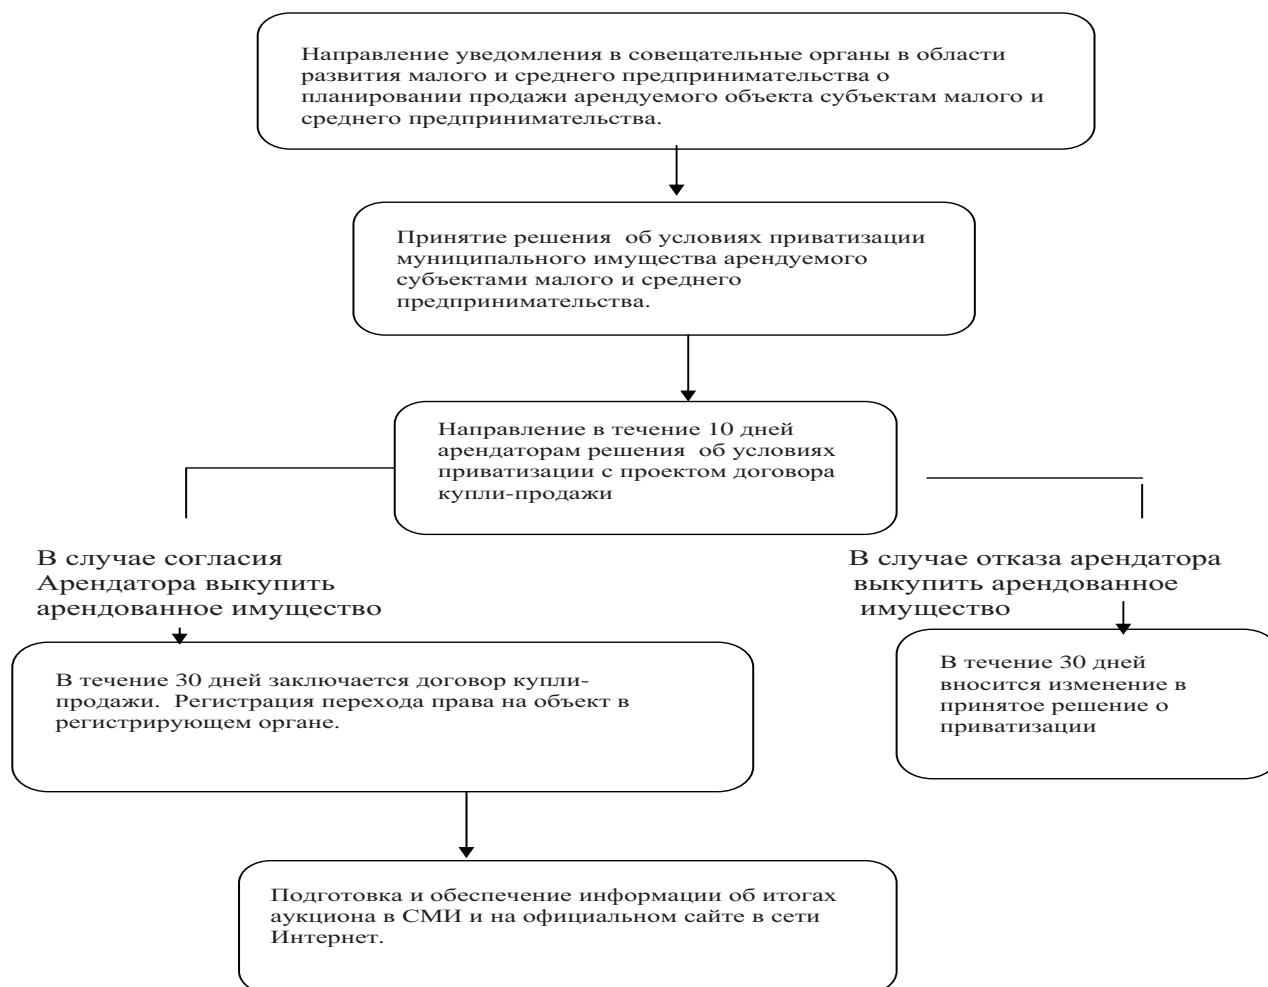 Направление уведомления в совещательные органы в области
развития малого и среднего предпринимательства о
планировании продажи арендуемого объекта субъектам малого и
среднего предпринимательства.
Принятие решения об условиях приватизации
муниципального имущества арендуемого
субъектами малого и среднего
предпринимательства.
Направление в течение 10 дней
арендаторам решения об условиях
приватизации с проектом договора
купли-продажи
В случае согласия
Арендатора выкупить
арендованное имущество
В случае отказа арендатора
выкупить арендованное
имущество
В течение 30 дней заключается договор купли-
продажи. Регистрация перехода права на объект в
регистрирующем органе.
В течение 30 дней
вносится изменение в
принятое решение о
приватизации
Подготовка и обеспечение информации об итогах
аукциона в СМИ и на официальном сайте в сети
Интернет.